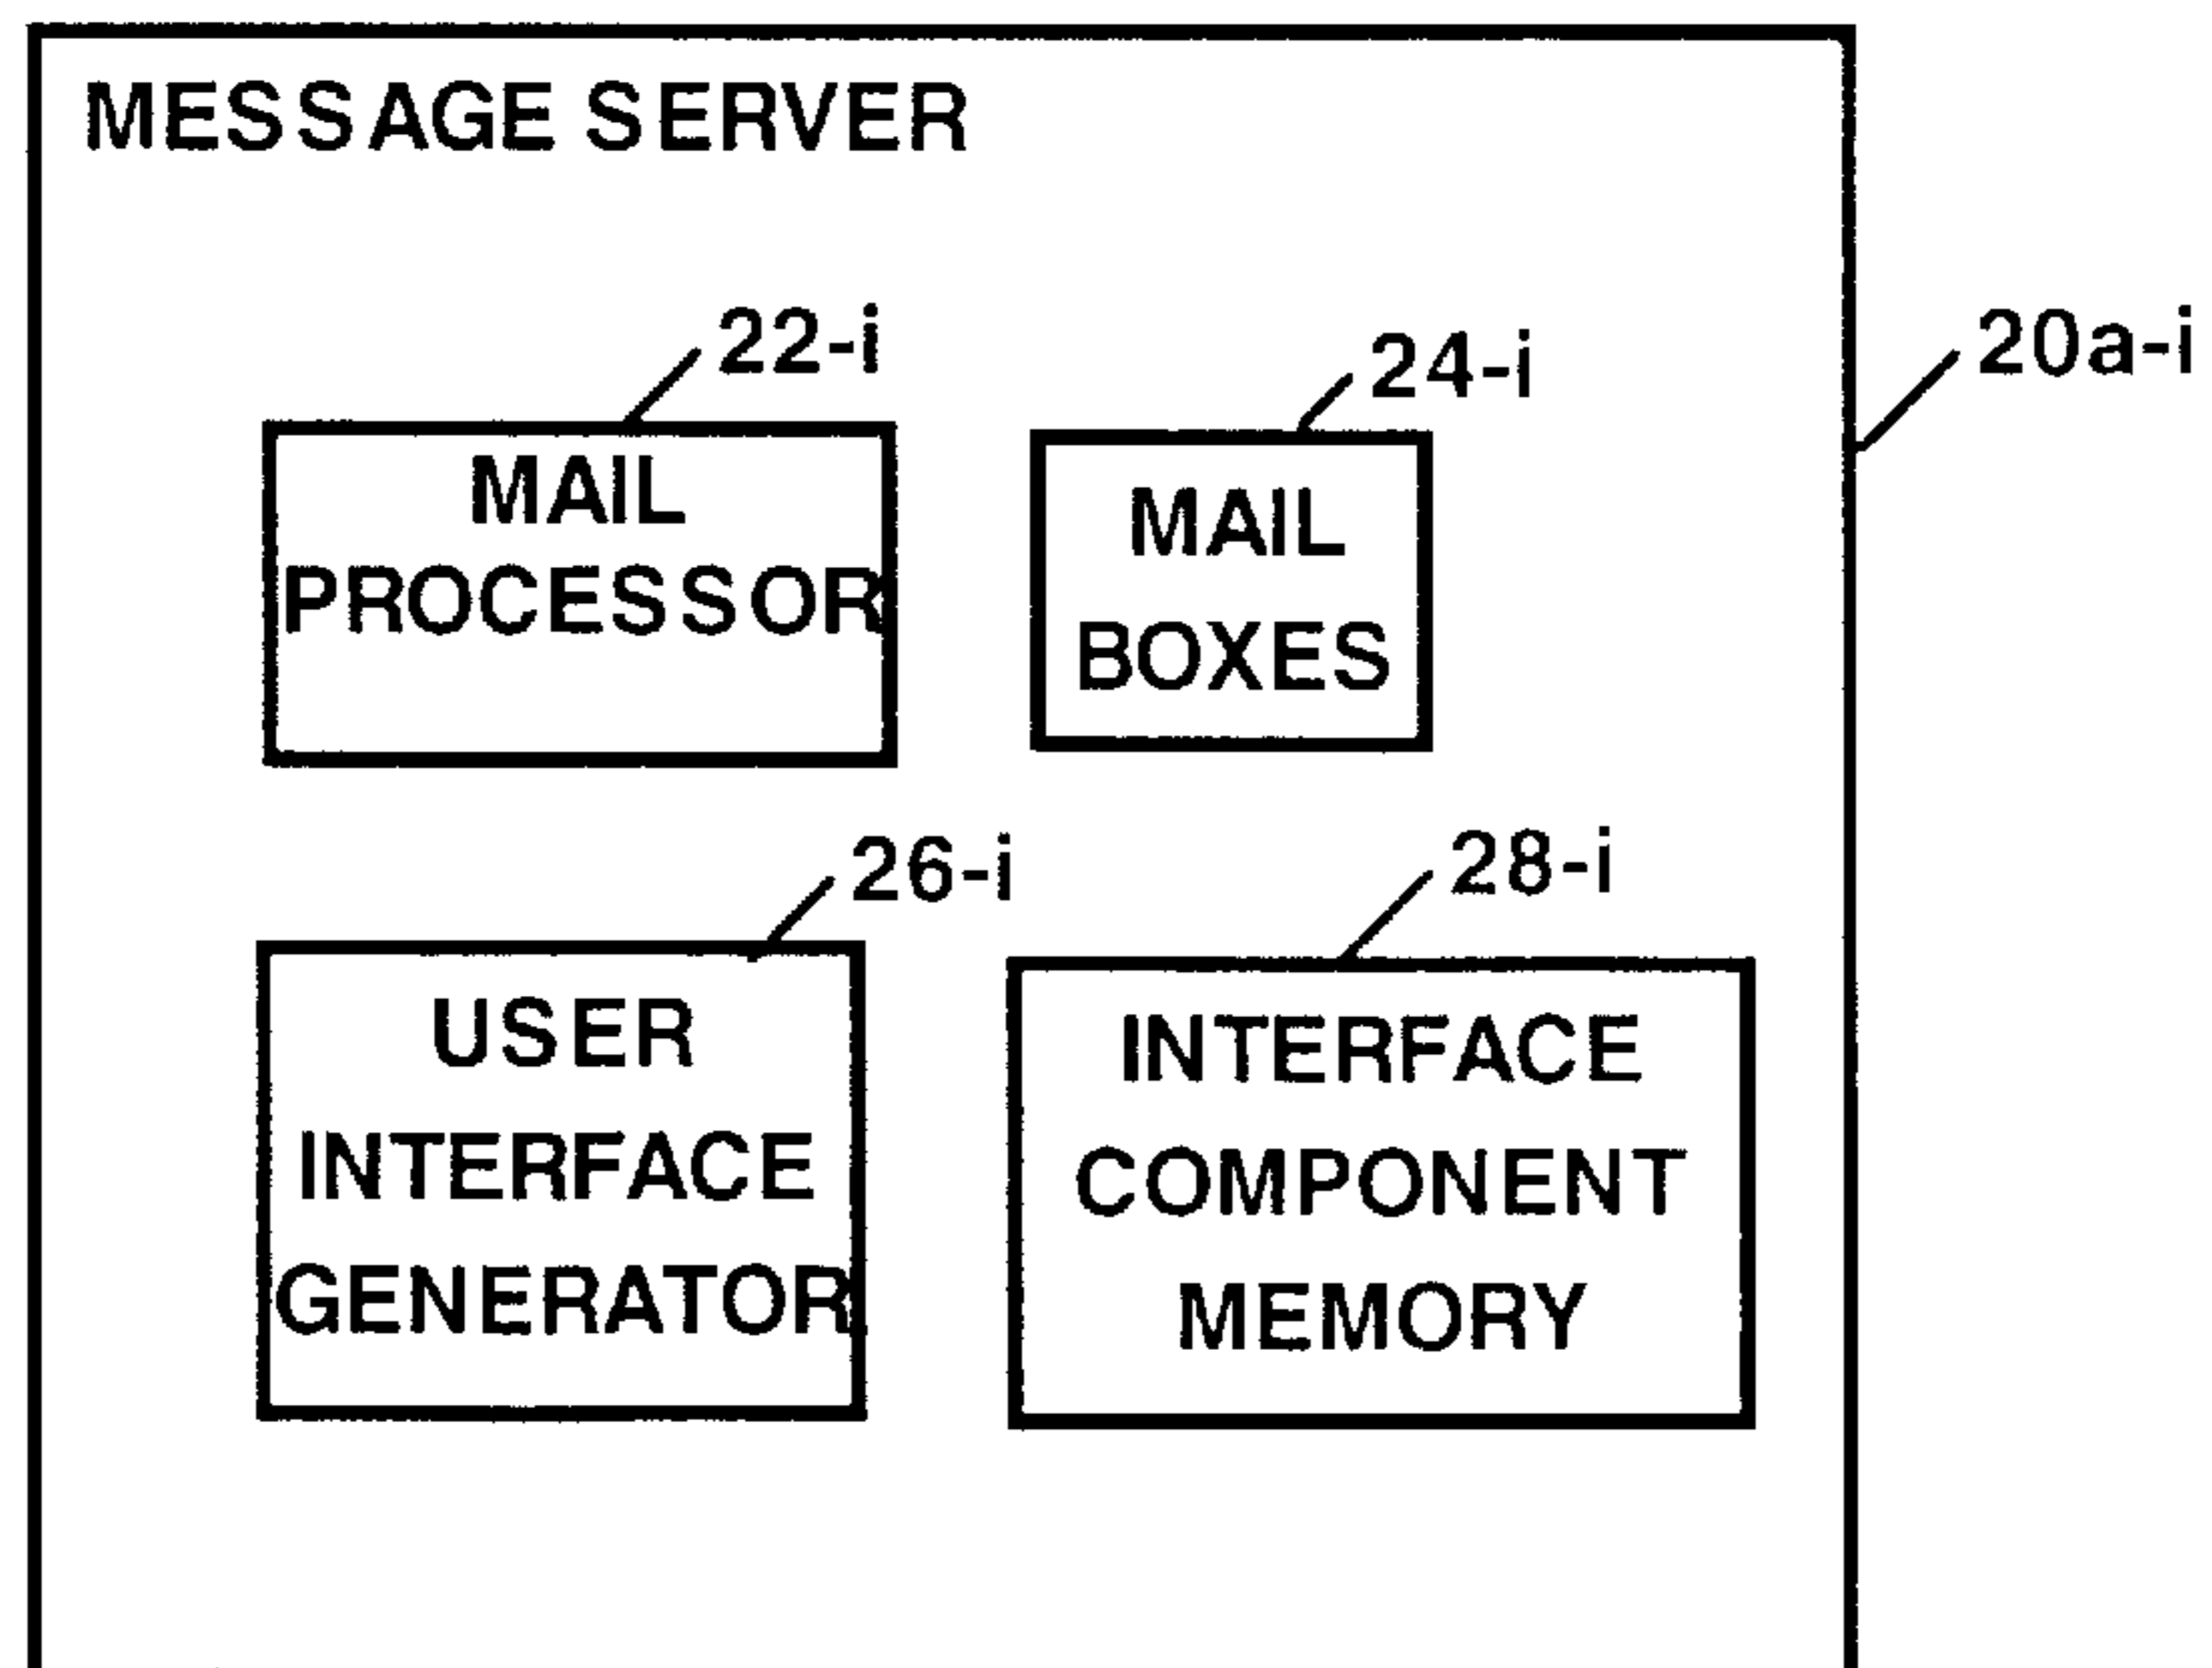 MESSAGE SERVER
22-i
24-i
20a-i
MAIL
PROCESSOR
MAIL
BOXES
26-i
28-i
USER
INTERFACE
GENERATOR
INTERFACE
COMPONENT
MEMORY